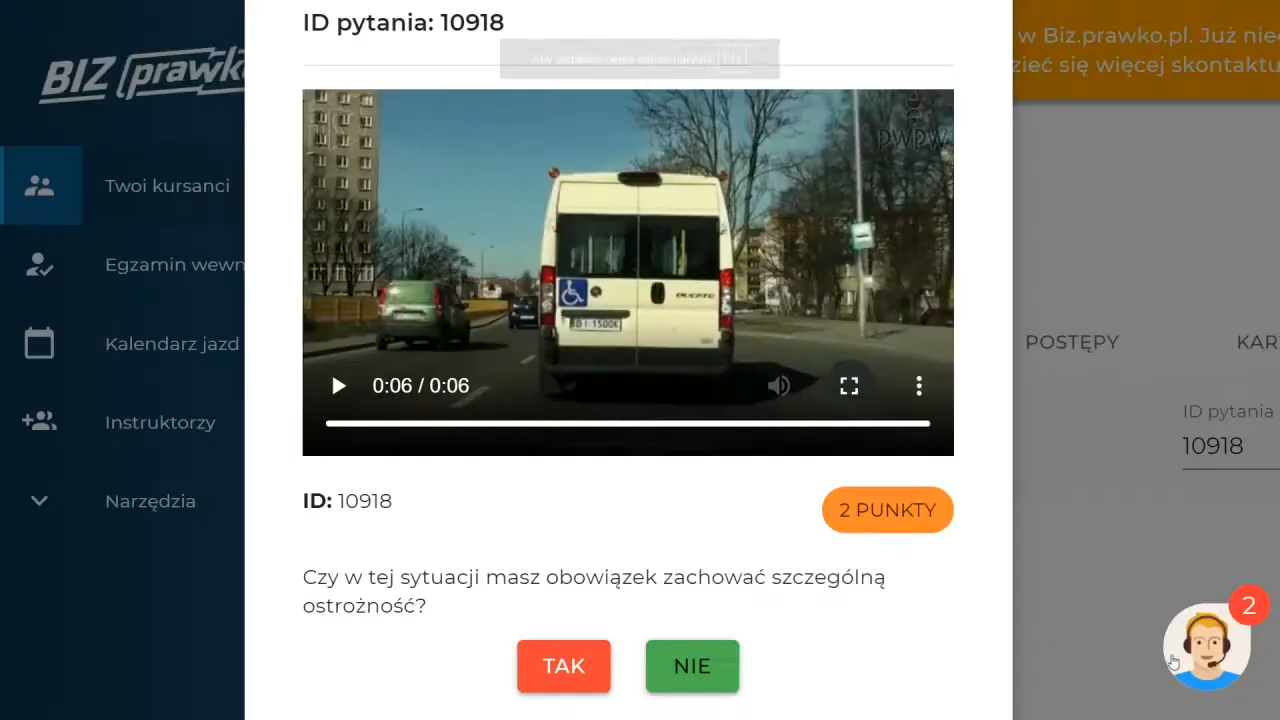 ID pytania: 10918
w Biz.prawko.pl. Już nie
zieć się więcej skontaktu
BIZ prawk
PWPW
Twoi kursanci
Egzamin wewn
Kalendarz jazd
Instruktorzy
Narzędzia
DUCATO
BI 1500K
0:06 / 0:06
POSTĘPY
KAR
ID pytania
10918
ID: 10918
2 PUNKTY
Czy w tej sytuacji masz obowiązek zachować szczególną
ostrożność?
TAK
NIE
2